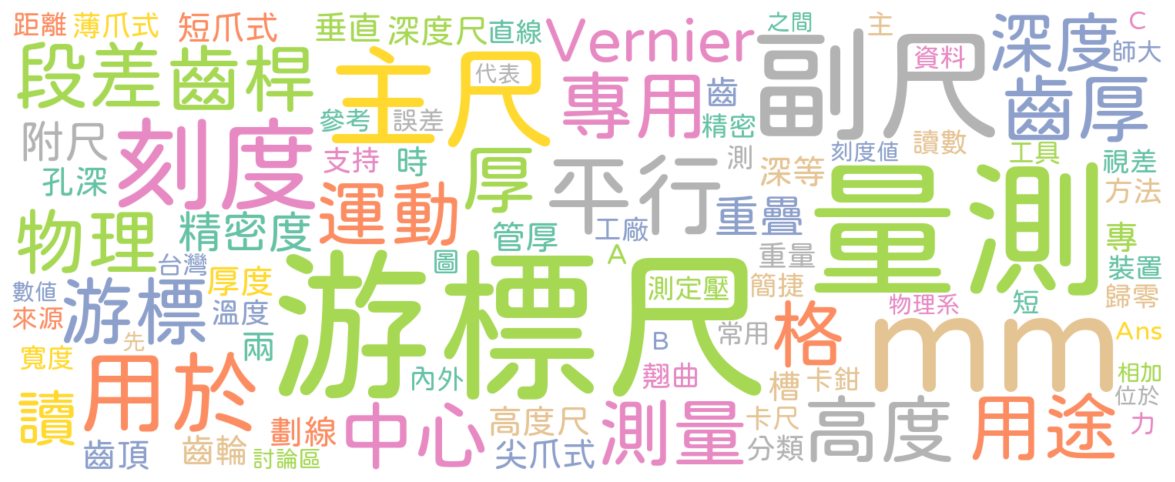 距離
薄爪式
短爪式
垂直
深度尺
直線
Vernier
之間
主
深度
C
師大
段差
齒桿
主尺
代表
專用
齒
副尺
資料
齒厚
附尺
刻度
參考
誤差
精密
孔深
支持
時
厚
平行
測
深等
刻度值
讀數
工具
視差
方法
物理
精密度
運動
管厚
工廠
重疊
量測
專
台灣
厚度
圖
A
重量
裝置
數值
游標
溫度
游標尺
測定壓
簡捷
物理系
短
歸零
來源
先
兩
B
常用
格
mm
Ans
寬度
用於
內外
翹曲
槽
卡鉗
相加
位於
讀
劃線
中心
高度尺
測量
卡尺
高度
用途
力
齒頂
齒輪
討論區
尖爪式
分類